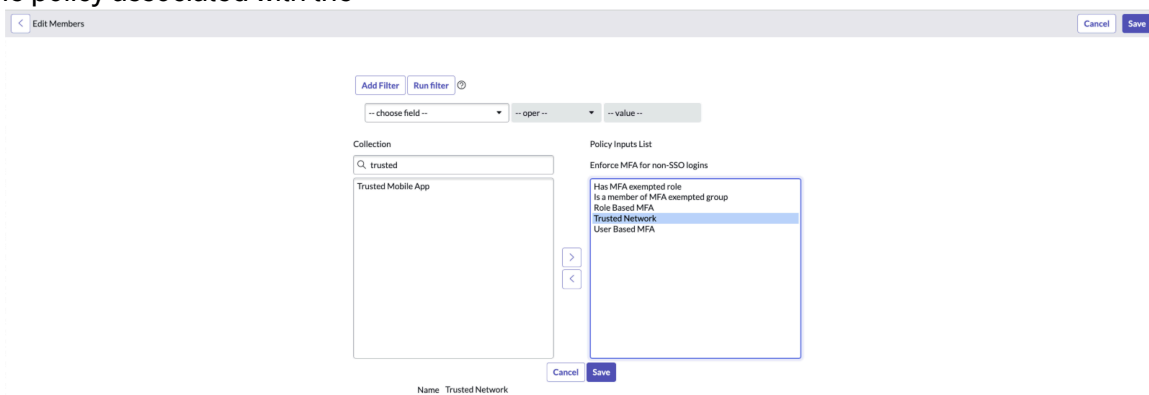 policy associated with the
Edit Members
Cancel Save
Add Filter Run filter ?
-- choose field -- -- oper -- -- value --
Collection Policy Inputs List
trusted Enforce MFA for non-SSO logins
Trusted Mobile App Has MFA exempted role
Is a member of MFA exempted group
Role Based MFA
Trusted Network
User Based MFA
>
<
Cancel Save
Name Trusted Network